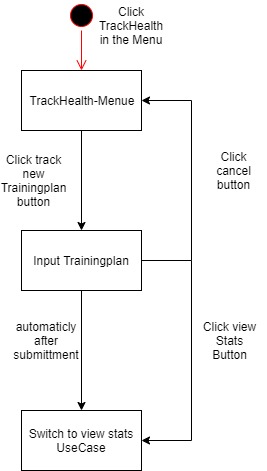 Click
TrackHealth
in the Menu
TrackHealth-Menue
Click track
new
Trainingplan
button
Click
cancel
button
Input Trainingplan
automaticly
after
submittment
Click view
Stats
Button
Switch to view stats
UseCase